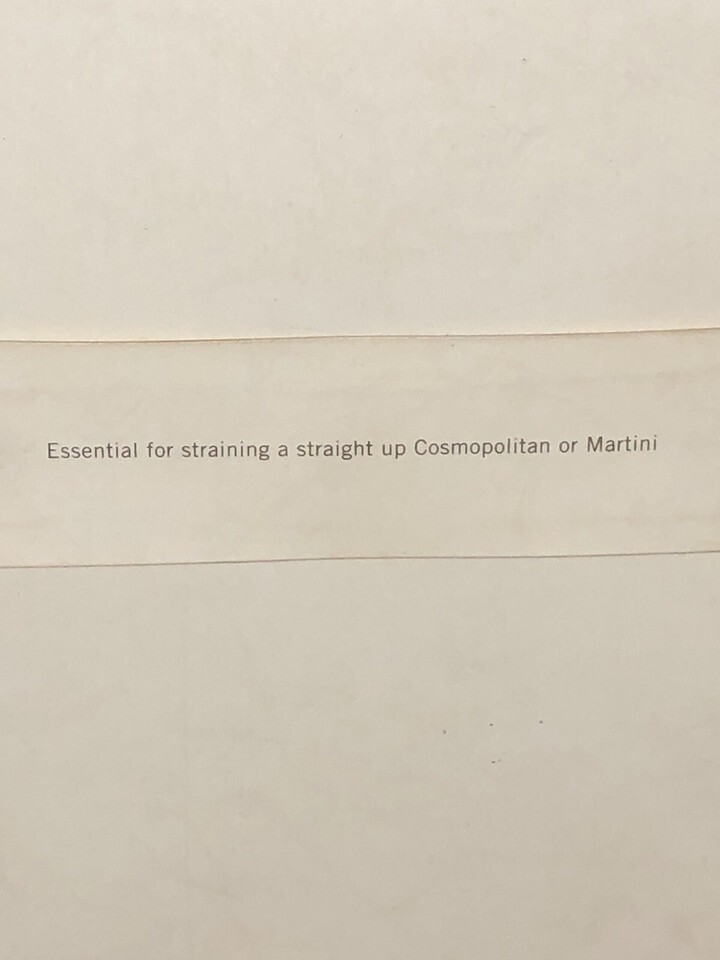 Essential for straining a straight up Cosmopolitan or Martini